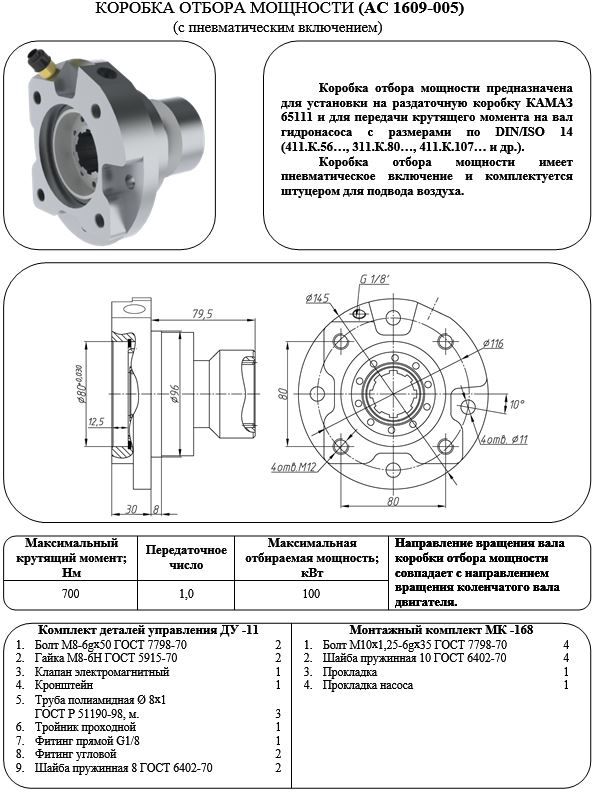 КОРОБКА ОТБОРА МОЩНОСТИ (АС 1609-005)
(с пневматическим включением)
Коробка отбора мощности предназначена
для установки на раздаточную коробку КАМАЗ
65111 и для передачи крутящего момента на вал
гидронасоса с размерами по DIN/ISO 14
(411.К.56…, 311.К.80…, 411.К.107… и др.).
Коробка отбора мощности имеет
пневматическое включение и комплектуется
штуцером для подвода воздуха.
79,5
Ø80+0,030
12,5
Ø96
30
8
G 1/8'
Ø145
Ø116
80
10°
4отв. Ø11
4отв.М12
80
Максимальный
крутящий момент;
Нм
Передаточное
число
Максимальная
отбираемая мощность;
кВт
700
1,0
100
Направление вращения вала
коробки отбора мощности
совпадает с направлением
вращения коленчатого вала
двигателя.
Комплект деталей управления ДУ -11
1. Болт М8-6gх50 ГОСТ 7798-70 2
2. Гайка М8-6Н ГОСТ 5915-70 2
3. Клапан электромагнитный 1
4. Кронштейн 1
5. Труба полиамидная Ø 8х1
ГОСТ Р 51190-98, м. 3
6. Тройник проходной 1
7. Фитинг прямой G1/8 1
8. Фитинг угловой 2
9. Шайба пружинная 8 ГОСТ 6402-70 2
Монтажный комплект МК -168
1. Болт М10х1,25-6gх35 ГОСТ 7798-70 4
2. Шайба пружинная 10 ГОСТ 6402-70 4
3. Прокладка 1
4. Прокладка насоса 1